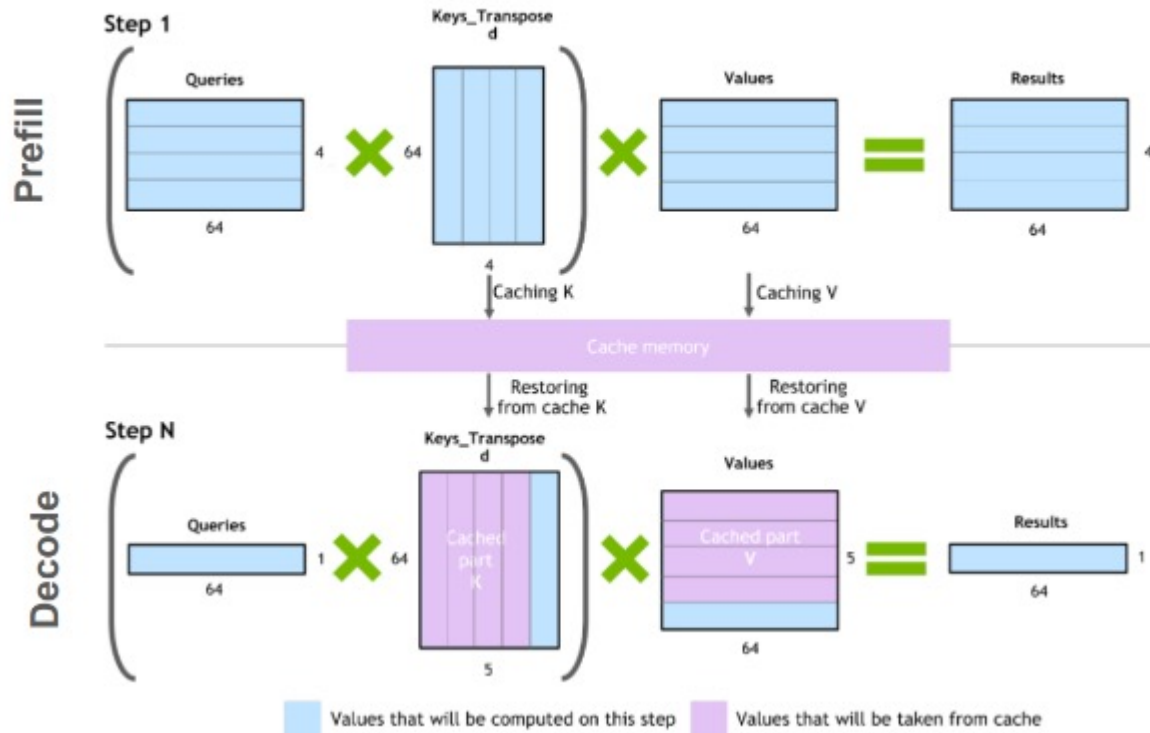 Prefill
Step 1
Keys_Transpose
d
Queries
Values
Results
4
64
4
64
4
64
64
64
Caching K
Caching V
Cache memory
Restoring
from cache K
Restoring
from cache V
Decode
Step N
Keys_Transpose
d
Queries
Values
Results
Cached
part
K
Cached part
V
1
64
5
1
64
5
64
64
Values that will be computed on this step
Values that will be taken from cache